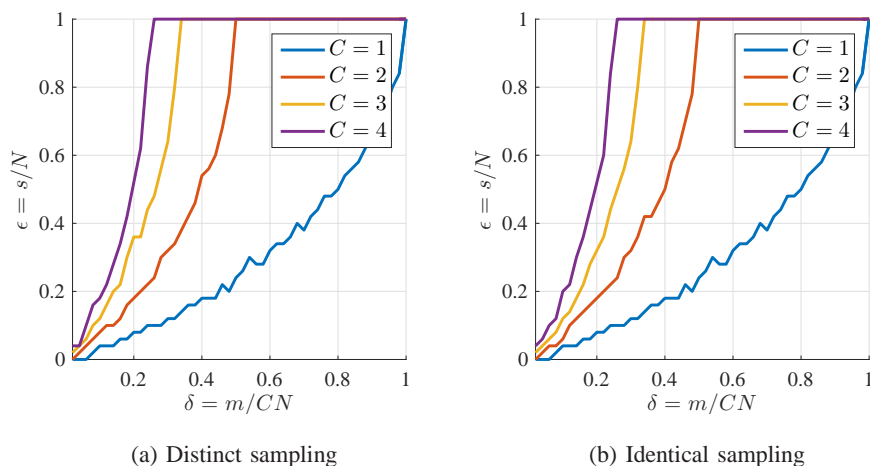 1
0.8
0.6
0.4
0.2
0
ϵ = s/N
C = 1
C = 2
C = 3
C = 4
0.2 0.4 0.6 0.8 1
δ = m/CN
(a) Distinct sampling
1
0.8
0.6
0.4
0.2
0
ϵ = s/N
C = 1
C = 2
C = 3
C = 4
0.2 0.4 0.6 0.8 1
δ = m/CN
(b) Identical sampling